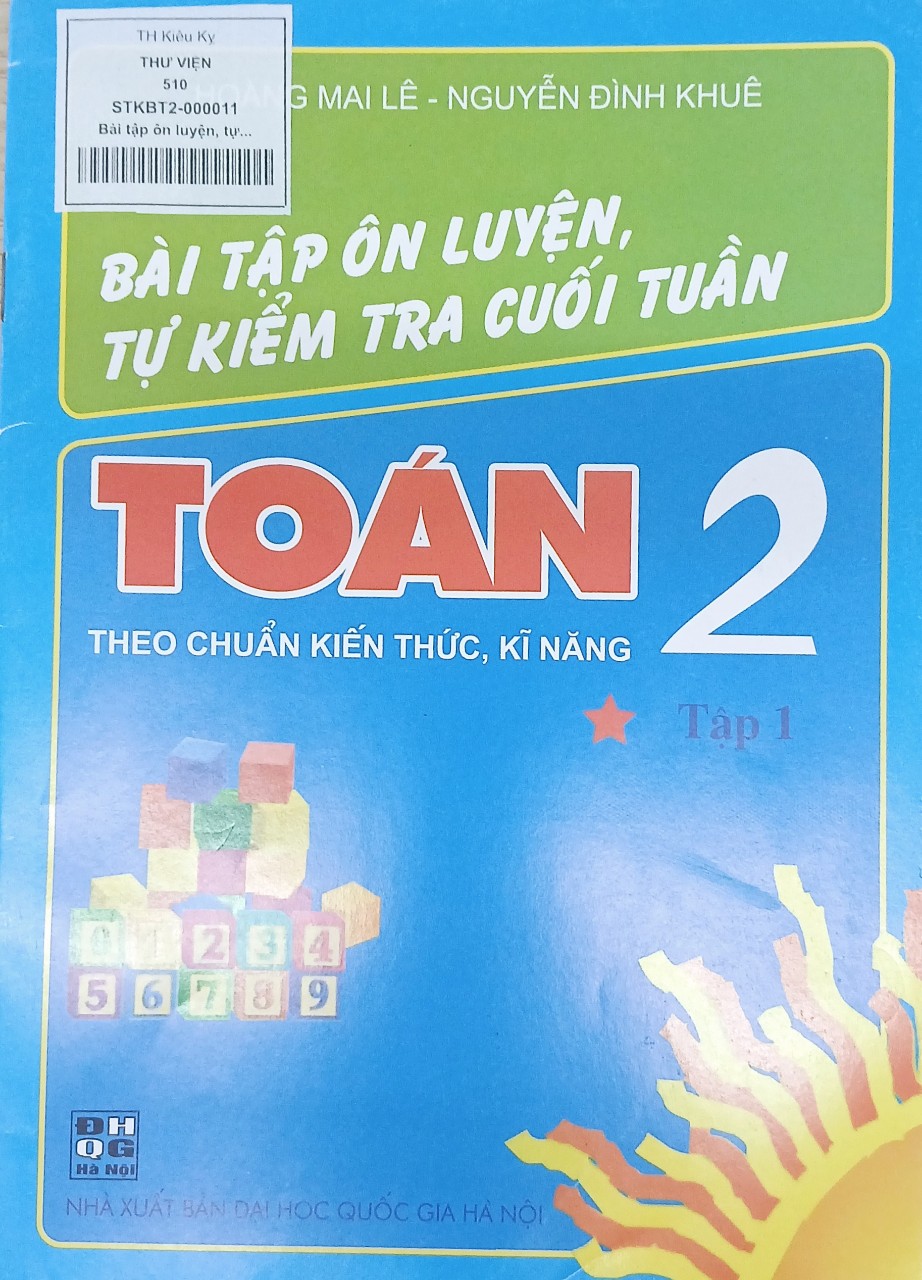 TH Kiêu Kỵ
THƯ VIỆN
510
STKBT2-000011
Bài tập ôn luyện, tự...
HOÀNG MAI LÊ - NGUYỄN ĐÌNH KHUÊ
BÀI TẬP ÔN LUYỆN,
TỰ KIỂM TRA CUỐI TUẦN
TOÁN 2
THEO CHUẨN KIẾN THỨC, KĨ NĂNG
Tập 1
0 1 2 3 4
5 6 7 8 9
ĐH
QG
Hà Nội
NHÀ XUẤT BẢN ĐẠI HỌC QUỐC GIA HÀ NỘI